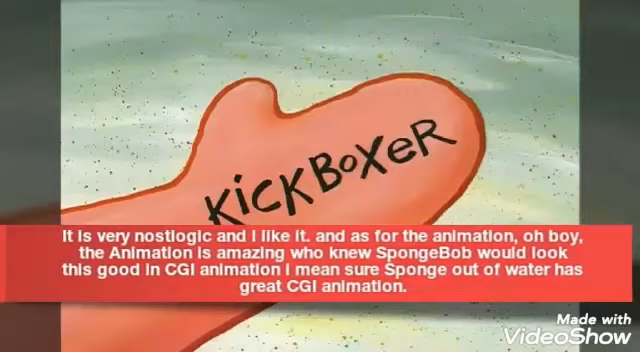 KicKBoXeR
It is very nostlogic and I like it. and as for the animation, oh boy,
the Animation is amazing who knew SpongeBob would look
this good in CGI animation I mean sure Sponge out of water has
great CGI animation.
Made with
VideoShow